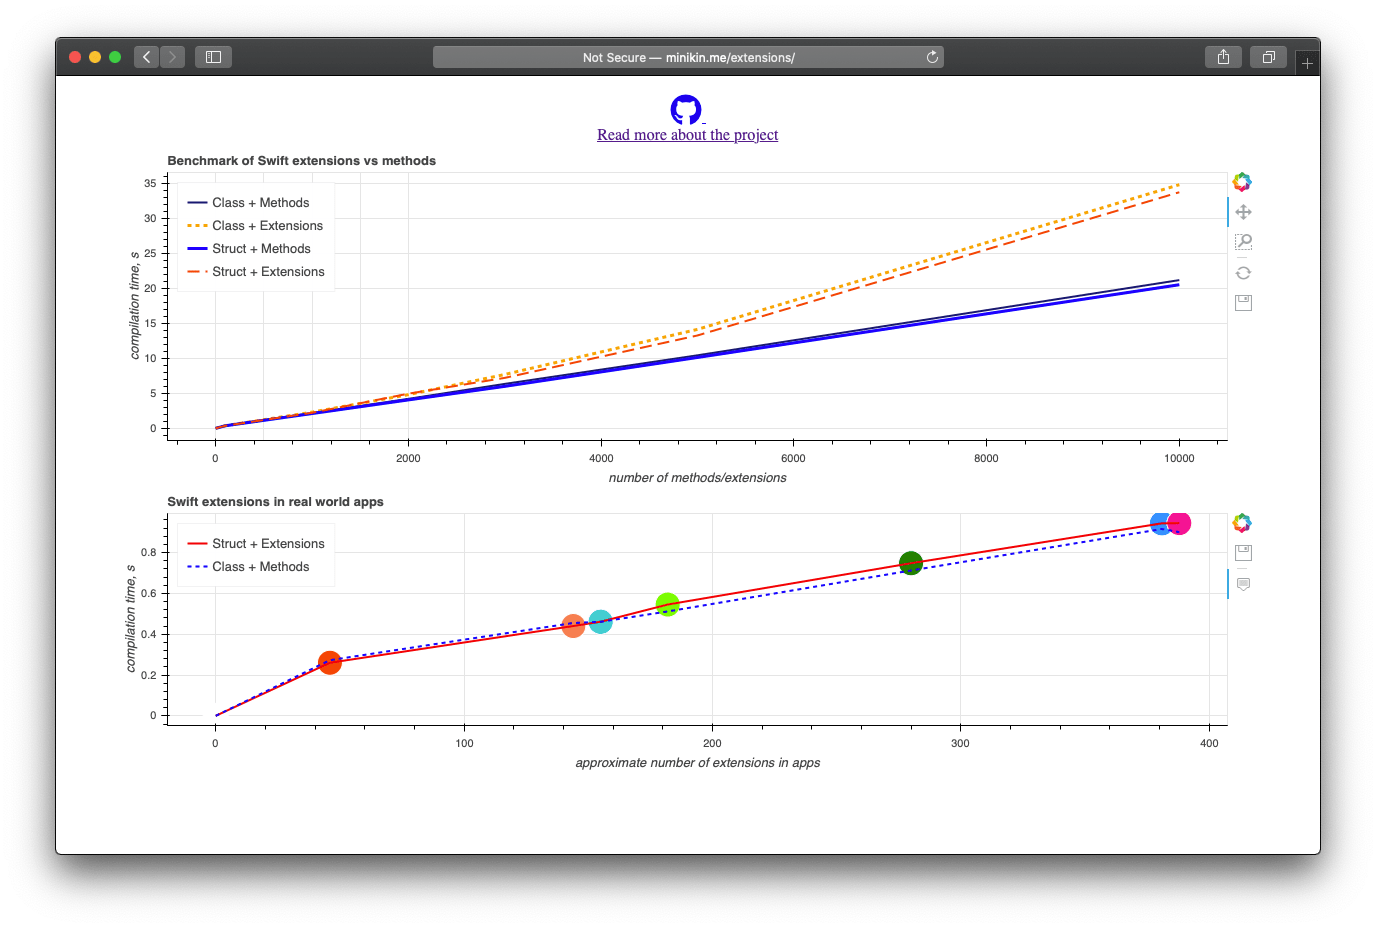 Not Secure — minikin.me/extensions/
Read more about the project
Benchmark of Swift extensions vs methods
Class + Methods
Class + Extensions
Struct + Methods
Struct + Extensions
compilation time, s
35
30
25
20
15
10
5
0
0 2000 4000 6000 8000 10000
number of methods/extensions
Swift extensions in real world apps
Struct + Extensions
Class + Methods
compilation time, s
0.8
0.6
0.4
0.2
0
0 100 200 300 400
approximate number of extensions in apps